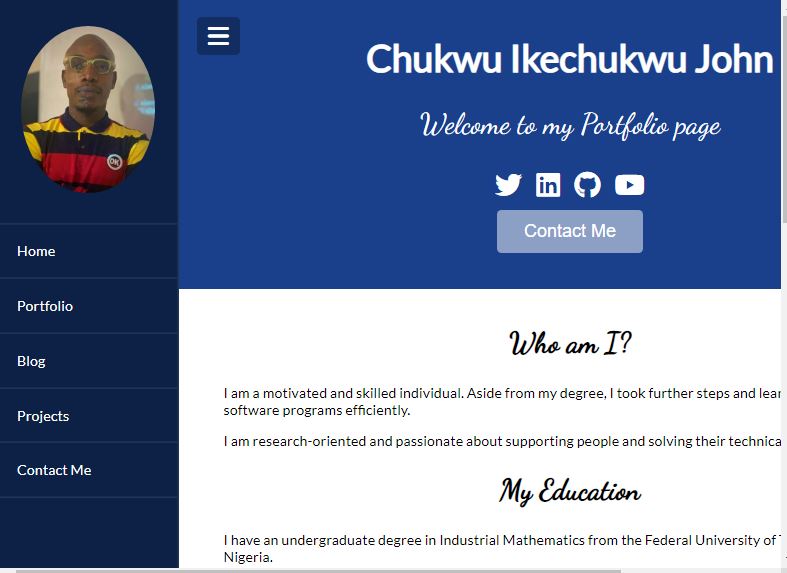 DK
Home
Portfolio
Blog
Projects
Contact Me
Chukwu Ikechukwu John
Welcome to my Portfolio page
in
Contact Me
Who am I?
I am a motivated and skilled individual. Aside from my degree, I took further steps and lear
software programs efficiently.
I am research-oriented and passionate about supporting people and solving their technica
My Education
I have an undergraduate degree in Industrial Mathematics from the Federal University of
Nigeria.